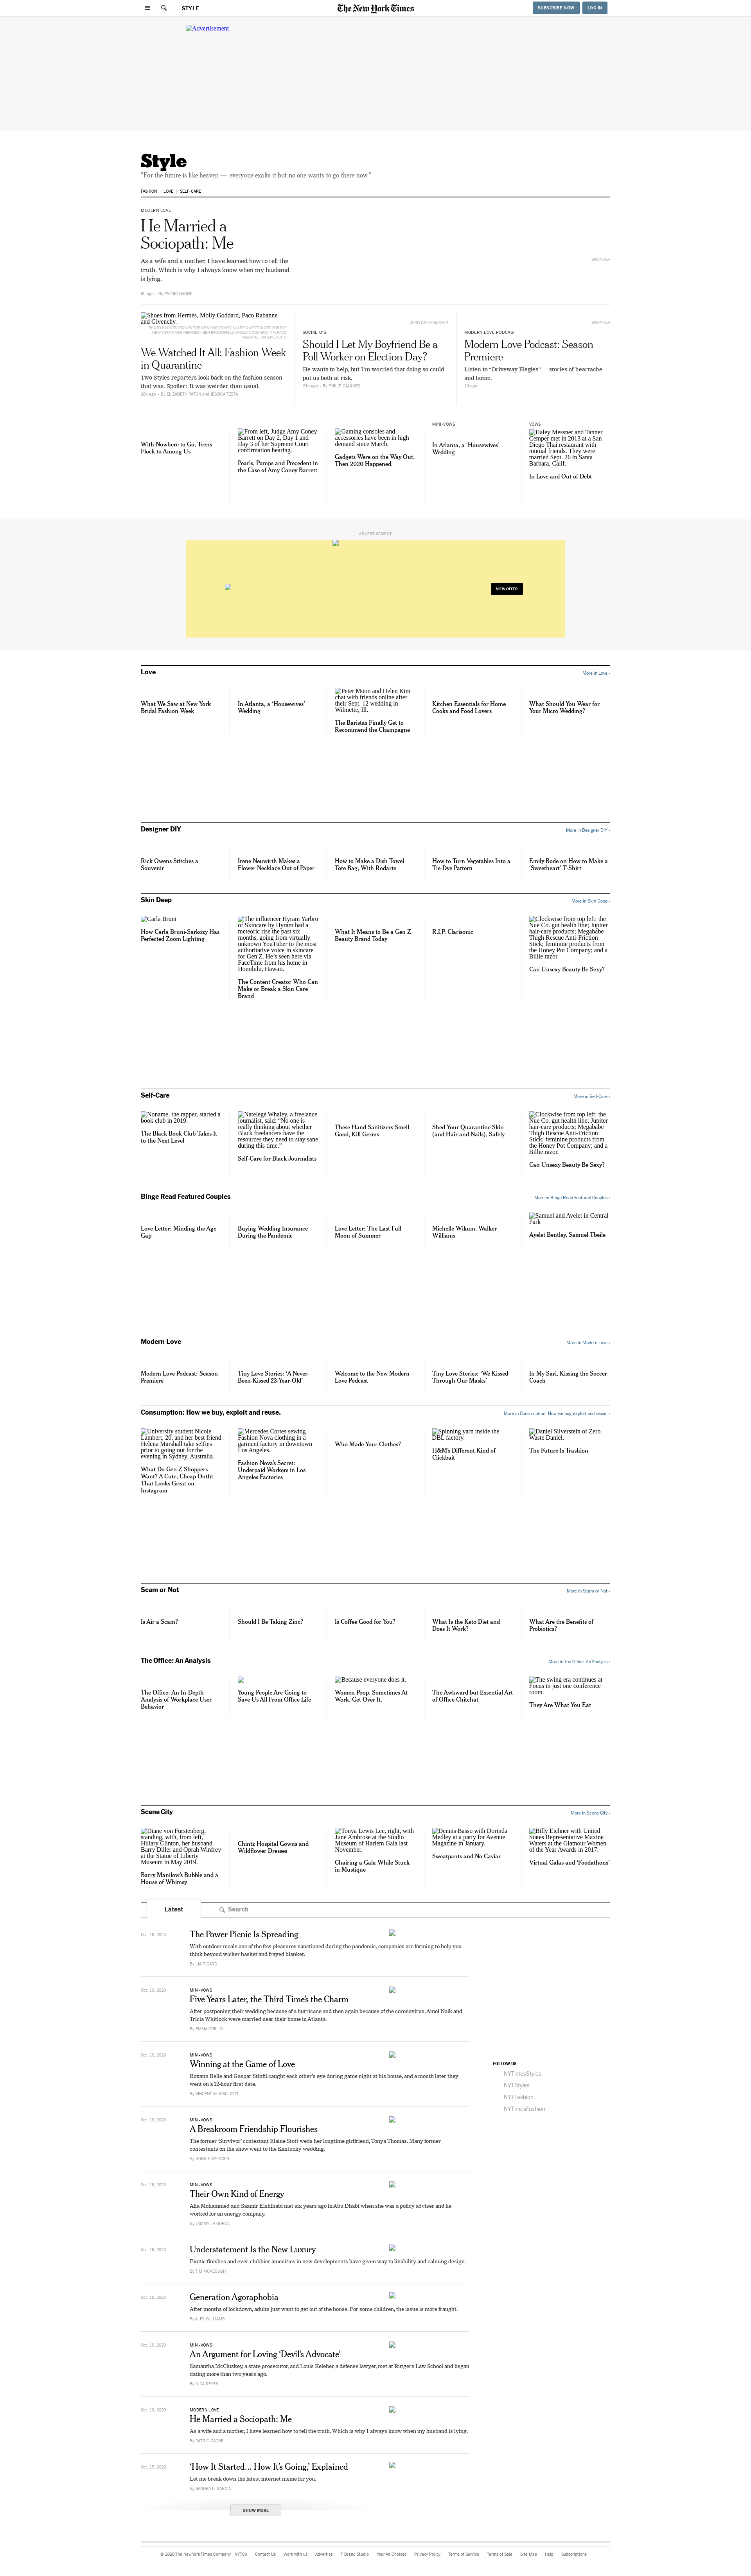 STYLE
The New York Times
SUBSCRIBE NOW
LOG IN
Advertisement
Style
"For the future is like heaven — everyone exalts it but no one wants to go there now."
FASHION
LOVE
SELF-CARE
MODERN LOVE
He Married a
Sociopath: Me
As a wife and a mother, I have learned how to tell the
truth. Which is why I always know when my husband
is lying.
By PATRIC GAGNE
BRIAN REA
Shoes from Hermès, Molly Goddard, Paco Rabanne
and Givenchy.
We Watched It All: Fashion Week
in Quarantine
Two Styles reporters look back on the fashion season
that was. Spoiler: It was weirder than usual.
By ELIZABETH PATON and JESSICA TESTA
CHRISTOPH NIEMANN
SOCIAL Q'S
Should I Let My Boyfriend Be a
Poll Worker on Election Day?
He wants to help, but I'm worried that doing so could
put us both at risk.
By PHILIP GALANES
BRIAN REA
MODERN LOVE PODCAST
Modern Love Podcast: Season
Premiere
Listen to "Driveway Elegies" — stories of heartache
and home.
With Nowhere to Go, Teens
Flock to Among Us
From left, Judge Amy Coney
Barrett on Day 2, Day 1 and
Day 3 of her Supreme Court
confirmation hearing.
Pearls, Pumps and Precedent in
the Case of Amy Coney Barrett
Gaming consoles and
accessories have been in high
demand since March.
Gadgets Were on the Way Out.
Then 2020 Happened.
MINI-VOWS
In Atlanta, a 'Housewives'
Wedding
VOWS
Haley Messner and Tanner
Cemper met in 2013 at a San
Diego Thai restaurant with
mutual friends. They were
married Sept. 26 in Santa
Barbara, Calif.
In Love and Out of Debt
ADVERTISEMENT
VIEW OFFER
Love
More in Love ›
What We Saw at New York
Bridal Fashion Week
In Atlanta, a 'Housewives'
Wedding
Peter Moon and Helen Kim
chat with friends online after
their Sept. 12 wedding in
Wilmette, Ill.
The Baristas Finally Get to
Recommend the Champagne
Kitchen Essentials for Home
Cooks and Food Lovers
What Should You Wear for
Your Micro Wedding?
Designer DIY
More in Designer DIY ›
Rick Owens Stitches a
Souvenir
Irene Neuwirth Makes a
Flower Necklace Out of Paper
How to Make a Dish Towel
Tote Bag, With Rodarte
How to Turn Vegetables Into a
Tie-Dye Pattern
Emily Bode on How to Make a
'Sweetheart' T-Shirt
Skin Deep
More in Skin Deep ›
Carla Bruni
How Carla Bruni-Sarkozy Has
Perfected Zoom Lighting
The influencer Hyram Yarbro
of Skincare by Hyram had a
meteoric rise the past six
months, going from virtually
unknown YouTuber to the most
authoritative voice in skincare
for Gen Z. He's seen here via
FaceTime from his home in
Honolulu, Hawaii.
The Content Creator Who Can
Make or Break a Skin Care
Brand
What It Means to Be a Gen Z
Beauty Brand Today
R.I.P. Clarisonic
Clockwise from top left: the
Nue Co. gut health line; Jupiter
hair-care products; Megababe
Thigh Rescue Anti-Friction
Stick; feminine products from
the Honey Pot Company; and a
Billie razor.
Can Unsexy Beauty Be Sexy?
Self-Care
More in Self-Care ›
Noname, the rapper, started a
book club in 2019.
The Black Book Club Takes It
to the Next Level
Natelegé Whaley, a freelance
journalist, said: "No one is
really thinking about whether
Black freelancers have the
resources they need to stay sane
during this time."
Self-Care for Black Journalists
These Hand Sanitizers Smell
Good, Kill Germs
Shed Your Quarantine Skin
(and Hair and Nails), Safely
Clockwise from top left: the
Nue Co. gut health line; Jupiter
hair-care products; Megababe
Thigh Rescue Anti-Friction
Stick; feminine products from
the Honey Pot Company; and a
Billie razor.
Can Unsexy Beauty Be Sexy?
Binge Read Featured Couples
More in Binge Read Featured Couples ›
Love Letter: Minding the Age
Gap
Buying Wedding Insurance
During the Pandemic
Love Letter: The Last Full
Moon of Summer
Michelle Wikum, Walker
Williams
Samuel and Ayelet in Central
Park
Ayelet Bentley, Samuel Tbeile
Modern Love
More in Modern Love ›
Modern Love Podcast: Season
Premiere
Tiny Love Stories: 'A Never-
Been-Kissed 23-Year-Old'
Welcome to the New Modern
Love Podcast
Tiny Love Stories: 'We Kissed
Through Our Masks'
In My Sari, Kissing the Soccer
Coach
Consumption: How we buy, exploit and reuse.
More in Consumption: How we buy, exploit and reuse. ›
University student Nicole
Lambert, 20, and her best friend
Helena Marshall take selfies
prior to going out for the
evening in Sydney, Australia.
What Do Gen Z Shoppers
Want? A Cute, Cheap Outfit
That Looks Great on
Instagram
Mercedes Cortes sewing
Fashion Nova clothing in a
garment factory in downtown
Los Angeles.
Fashion Nova's Secret:
Underpaid Workers in Los
Angeles Factories
Who Made Your Clothes?
Spinning yarn inside the
DBL factory.
H&M's Different Kind of
Clickbait
Daniel Silverstein of Zero
Waste Daniel.
The Future Is Trashion
Scam or Not
More in Scam or Not ›
Is Air a Scam?
Should I Be Taking Zinc?
Is Coffee Good for You?
What Is the Keto Diet and
Does It Work?
What Are the Benefits of
Probiotics?
The Office: An Analysis
More in The Office: An Analysis ›
The Office: An In-Depth
Analysis of Workplace User
Behavior
Young People Are Going to
Save Us All From Office Life
Because everyone does it.
Women Poop. Sometimes At
Work. Get Over It.
The Awkward but Essential Art
of Office Chitchat
The swing era continues at
Focus in just one conference
room.
They Are What You Eat
Scene City
More in Scene City ›
Diane von Furstenberg,
standing, with, from left,
Hillary Clinton, her husband
Barry Diller and Oprah Winfrey
at the Statue of Liberty
Museum in May 2019.
Barry Manilow's Bubble and a
House of Whimsy
Chintz Hospital Gowns and
Wildflower Dresses
Tonya Lewis Lee, right, with
June Ambrose at the Studio
Museum of Harlem Gala last
November.
Chairing a Gala While Stuck
in Mustique
Dennis Basso with Dorinda
Medley at a party for Avenue
Magazine in January.
Sweatpants and No Caviar
Billy Eichner with United
States Representative Maxine
Waters at the Glamour Women
of the Year Awards in 2017.
Virtual Galas and 'Foodathons'
Latest
Search
The Power Picnic Is Spreading
With outdoor meals one of the few pleasures sanctioned during the pandemic, companies are forming to help you
think beyond wicker basket and frayed blanket.
By LIA PICARD
MINI-VOWS
Five Years Later, the Third Time's the Charm
After postponing their wedding because of a hurricane and then again because of the coronavirus, Amol Naik and
Tricia Whitlock were married near their home in Atlanta.
By EMMA GRILLO
MINI-VOWS
Winning at the Game of Love
Roxann Belle and Gaspar Stiufii caught each other's eye during game night at his house, and a month later they
went on a 12-hour first date.
By VINCENT M. MALLOZZI
MINI-VOWS
A Breakroom Friendship Flourishes
The former 'Survivor' contestant Elaine Stott weds her longtime girlfriend, Tonya Thomas. Many former
contestants on the show went to the Kentucky wedding.
By ROBBIE SPENCER
MINI-VOWS
Their Own Kind of Energy
Alia Mohammed and Saamir Elshihabi met six years ago in Abu Dhabi when she was a policy adviser and he
worked for an energy company.
By TAMMY LA GORCE
Understatement Is the New Luxury
Exotic finishes and ever-clubbier amenities in new developments have given way to livability and calming design.
By TIM MCKEOUGH
Generation Agoraphobia
After months of lockdown, adults just want to get out of the house. For some children, the issue is more fraught.
By ALEX WILLIAMS
MINI-VOWS
An Argument for Loving 'Devil's Advocate'
Samantha McCluskey, a state prosecutor, and Louis Keleher, a defense lawyer, met at Rutgers Law School and began
dating more than two years ago.
By NINA REYES
MODERN LOVE
He Married a Sociopath: Me
As a wife and a mother, I have learned how to tell the truth. Which is why I always know when my husband is lying.
By PATRIC GAGNE
'How It Started... How It's Going,' Explained
Let me break down the latest internet meme for you.
By SANDRA E. GARCIA
SHOW MORE
FOLLOW US
NYTimesStyles
NYTStyles
NYTFashion
NYTimesFashion
© 2020 The New York Times Company
NYTCo
Contact Us
Work with us
Advertise
T Brand Studio
Your Ad Choices
Privacy Policy
Terms of Service
Terms of Sale
Site Map
Help
Subscriptions